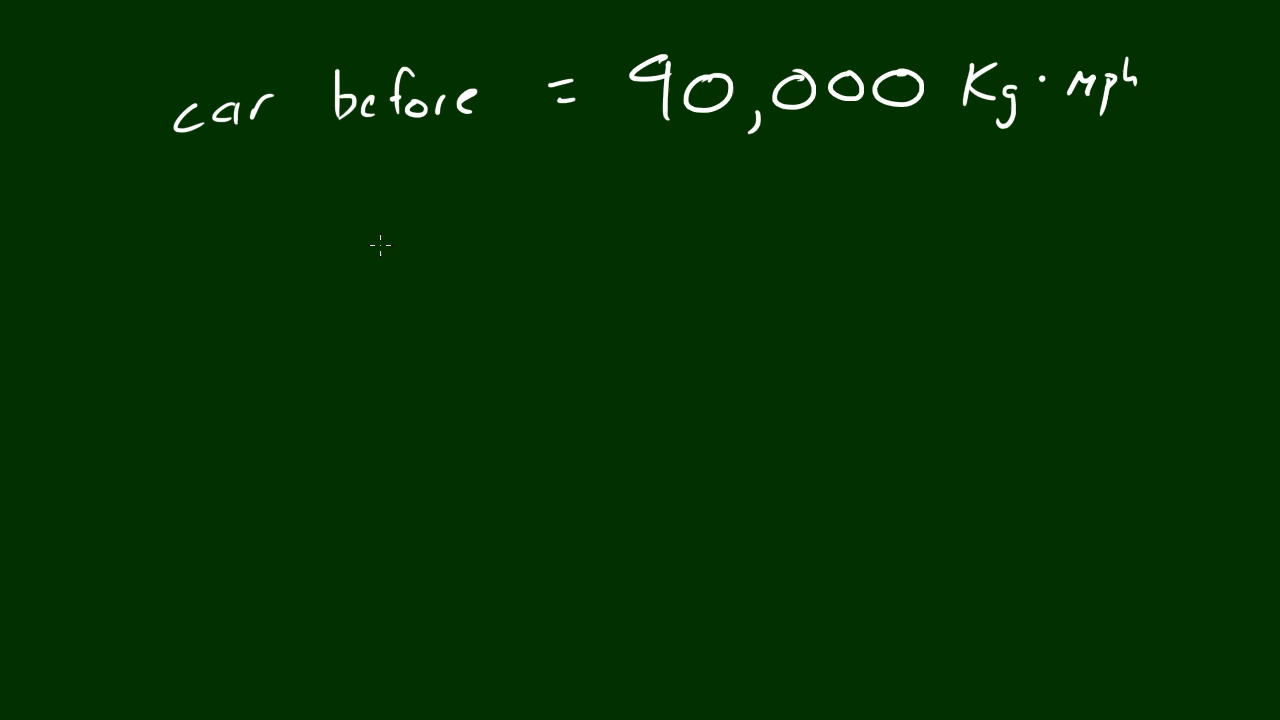 car before = 90,000 Kg · mph